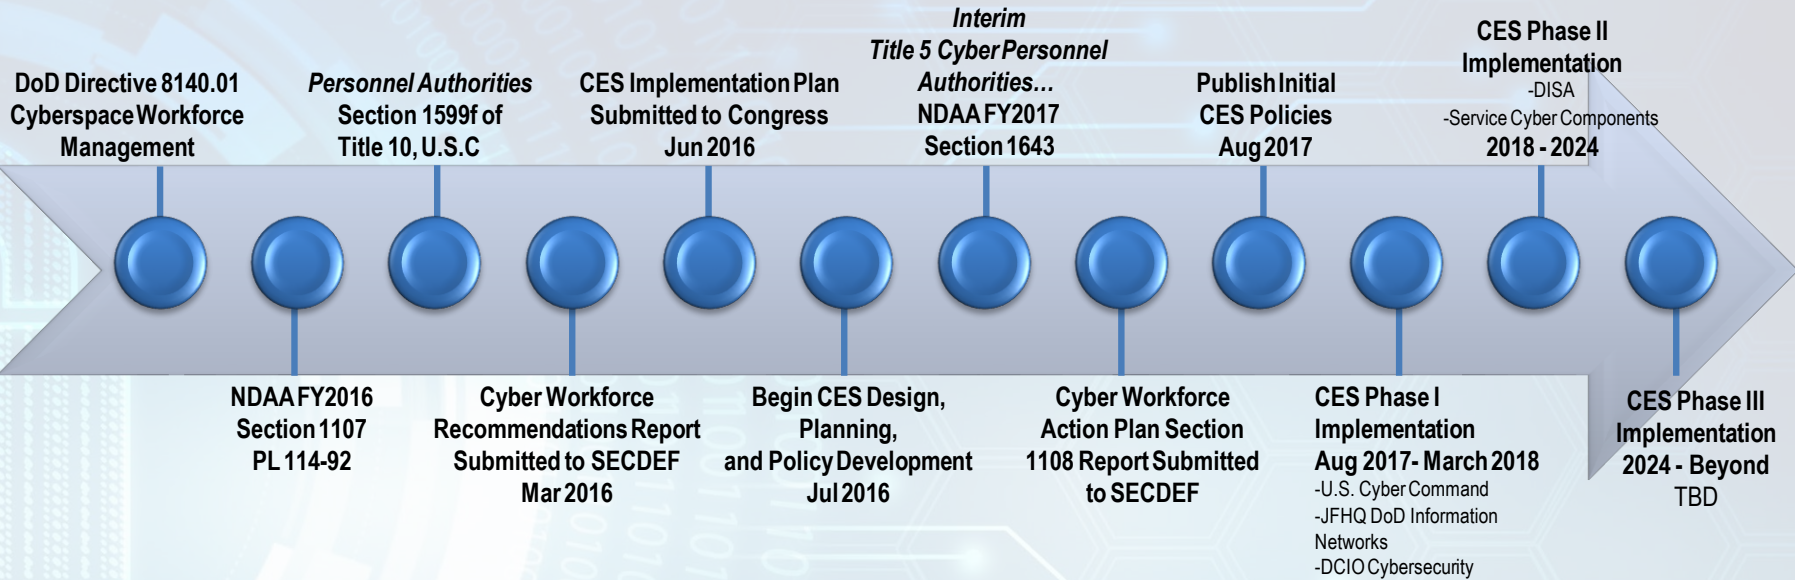 DoD Directive 8140.01
Cyberspace Workforce
Management
NDAA FY2016
Section 1107
PL 114-92
Personnel Authorities
Section 1599f of
Title 10, U.S.C
Cyber Workforce
Recommendations Report
Submitted to SECDEF
Mar 2016
CES Implementation Plan
Submitted to Congress
Jun 2016
Begin CES Design,
Planning,
and Policy Development
Jul 2016
Interim
Title 5 Cyber Personnel
Authorities…
NDAA FY2017
Section 1643
Cyber Workforce
Action Plan Section
1108 Report Submitted
to SECDEF
Publish Initial
CES Policies
Aug 2017
CES Phase I
Implementation
Aug 2017- March 2018
-U.S. Cyber Command
-JFHQ DoD Information
Networks
-DCIO Cybersecurity
CES Phase II
Implementation
-DISA
-Service Cyber Components
2018 - 2024
CES Phase III
Implementation
2024 - Beyond
TBD